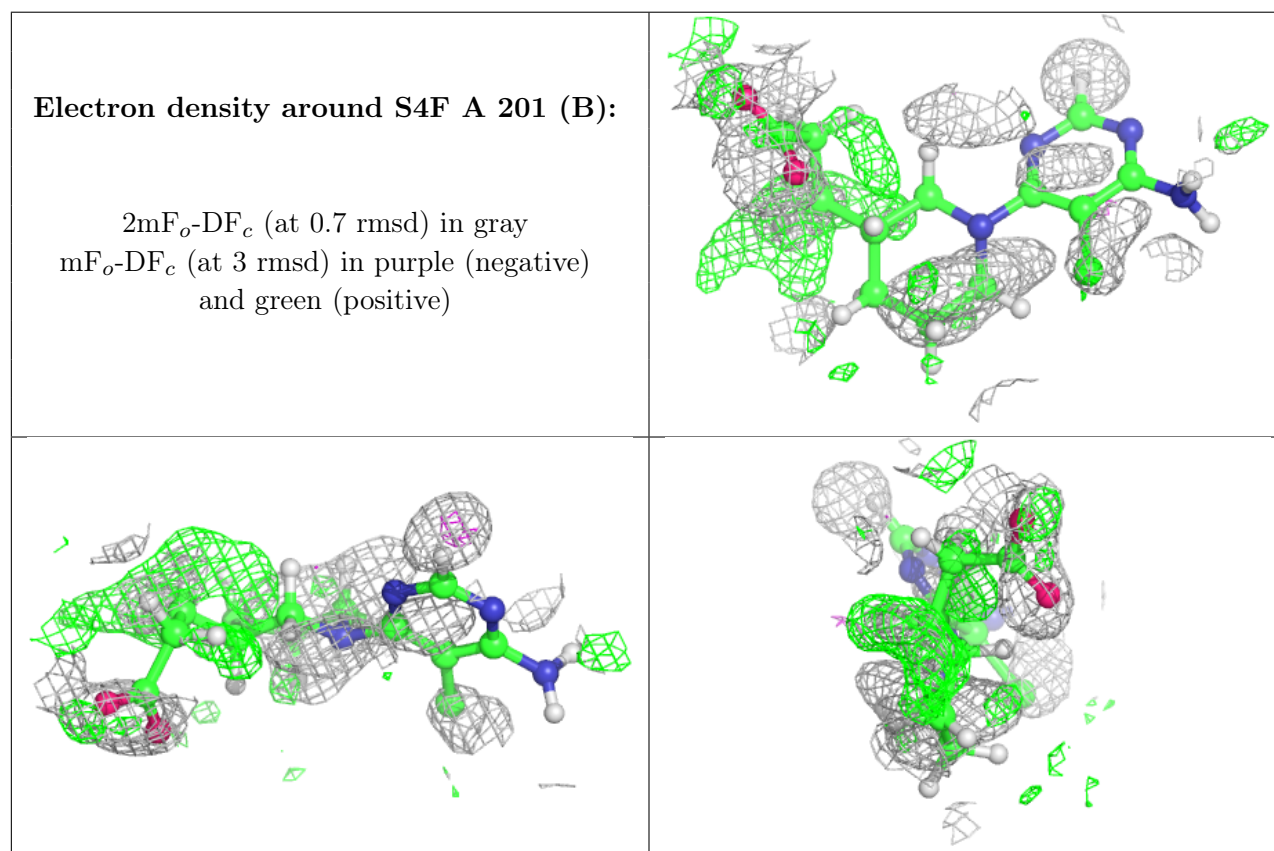 Electron density around S4F A 201 (B):
2mFo-DFc (at 0.7 rmsd) in gray
mFo-DFc (at 3 rmsd) in purple (negative)
and green (positive)